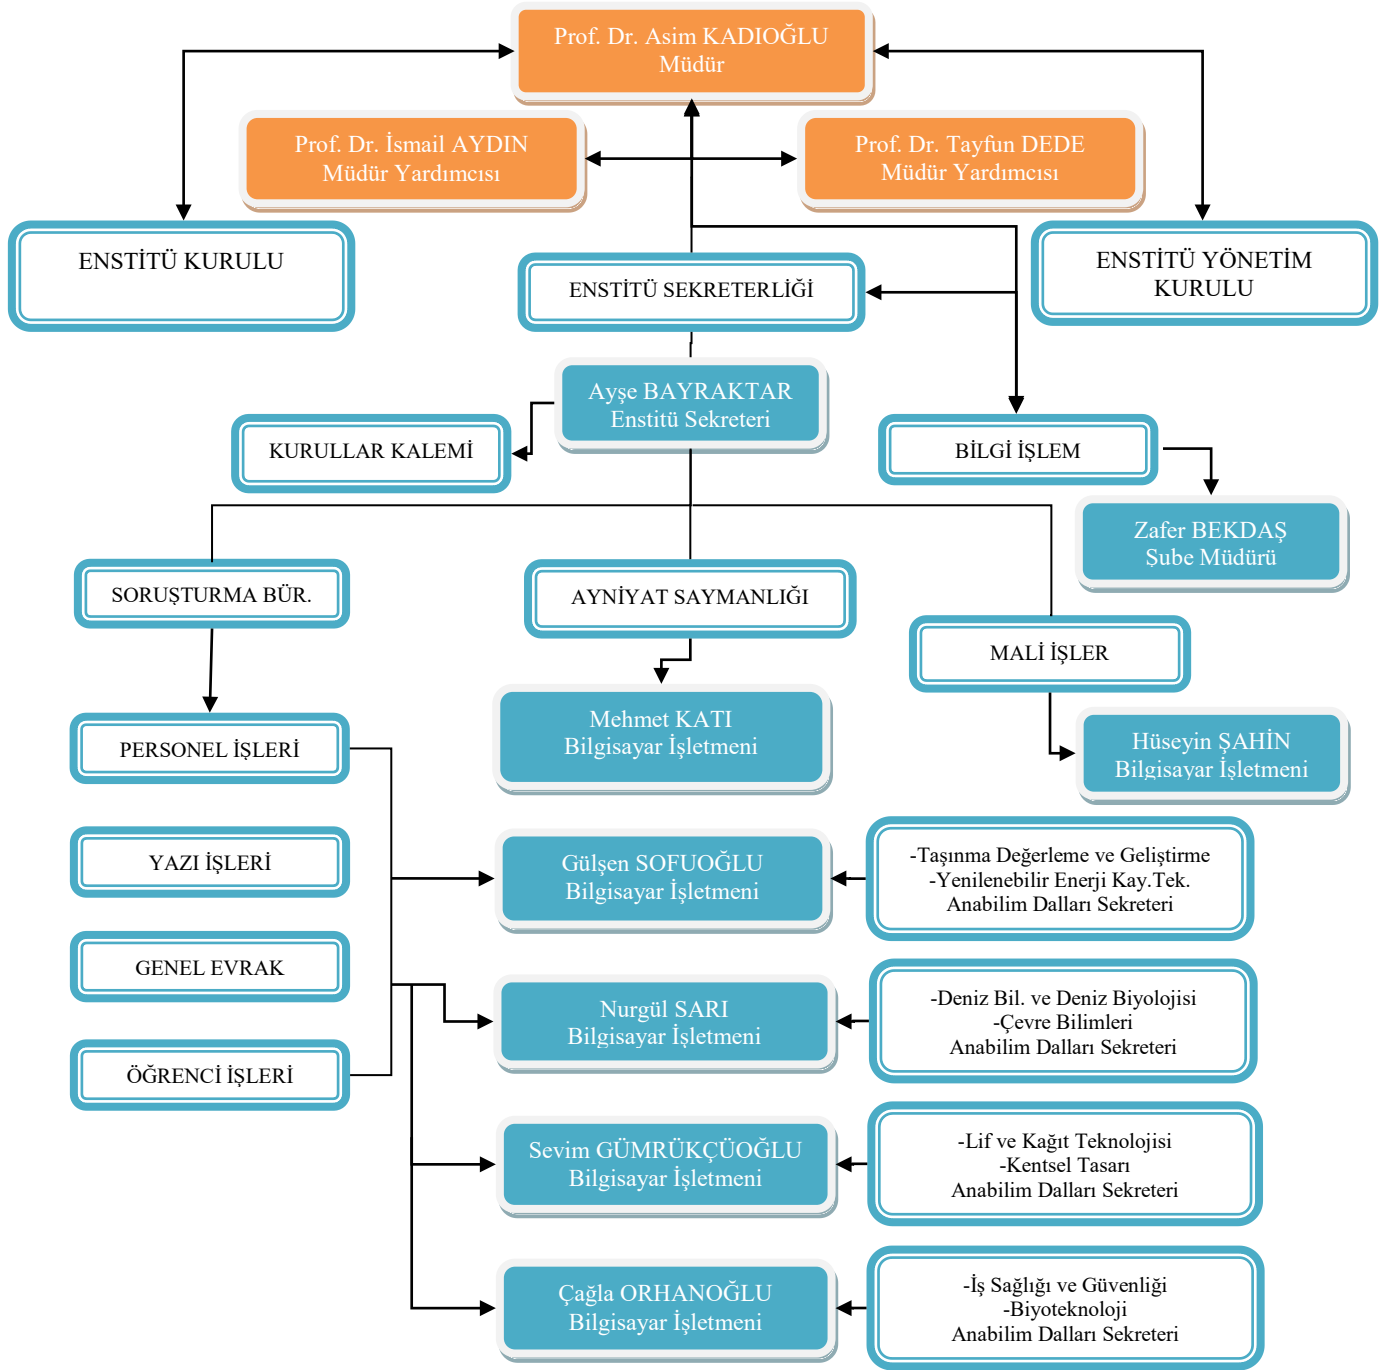 Prof. Dr. Asim KADIOĞLU
Müdür
Prof. Dr. İsmail AYDIN
Müdür Yardımcısı
Prof. Dr. Tayfun DEDE
Müdür Yardımcısı
ENSTİTÜ KURULU
ENSTİTÜ SEKRETERLİĞİ
ENSTİTÜ YÖNETİM
KURULU
Ayşe BAYRAKTAR
Enstitü Sekreteri
KURULLAR KALEMİ
BİLGİ İŞLEM
Zafer BEKDAŞ
Şube Müdürü
SORUŞTURMA BÜR.
AYNİYAT SAYMANLIĞI
MALİ İŞLER
Mehmet KATI
Bilgisayar İşletmeni
Hüseyin ŞAHİN
Bilgisayar İşletmeni
PERSONEL İŞLERİ
YAZI İŞLERİ
GENEL EVRAK
ÖĞRENCİ İŞLERİ
Gülşen SOFUOĞLU
Bilgisayar İşletmeni
-Taşınma Değerleme ve Geliştirme
-Yenilenebilir Enerji Kay.Tek.
Anabilim Dalları Sekreteri
Nurgül SARI
Bilgisayar İşletmeni
-Deniz Bil. ve Deniz Biyolojisi
-Çevre Bilimleri
Anabilim Dalları Sekreteri
Sevim GÜMRÜKÇÜOĞLU
Bilgisayar İşletmeni
-Lif ve Kağıt Teknolojisi
-Kentsel Tasarı
Anabilim Dalları Sekreteri
Çağla ORHANOĞLU
Bilgisayar İşletmeni
-İş Sağlığı ve Güvenliği
-Biyoteknoloji
Anabilim Dalları Sekreteri